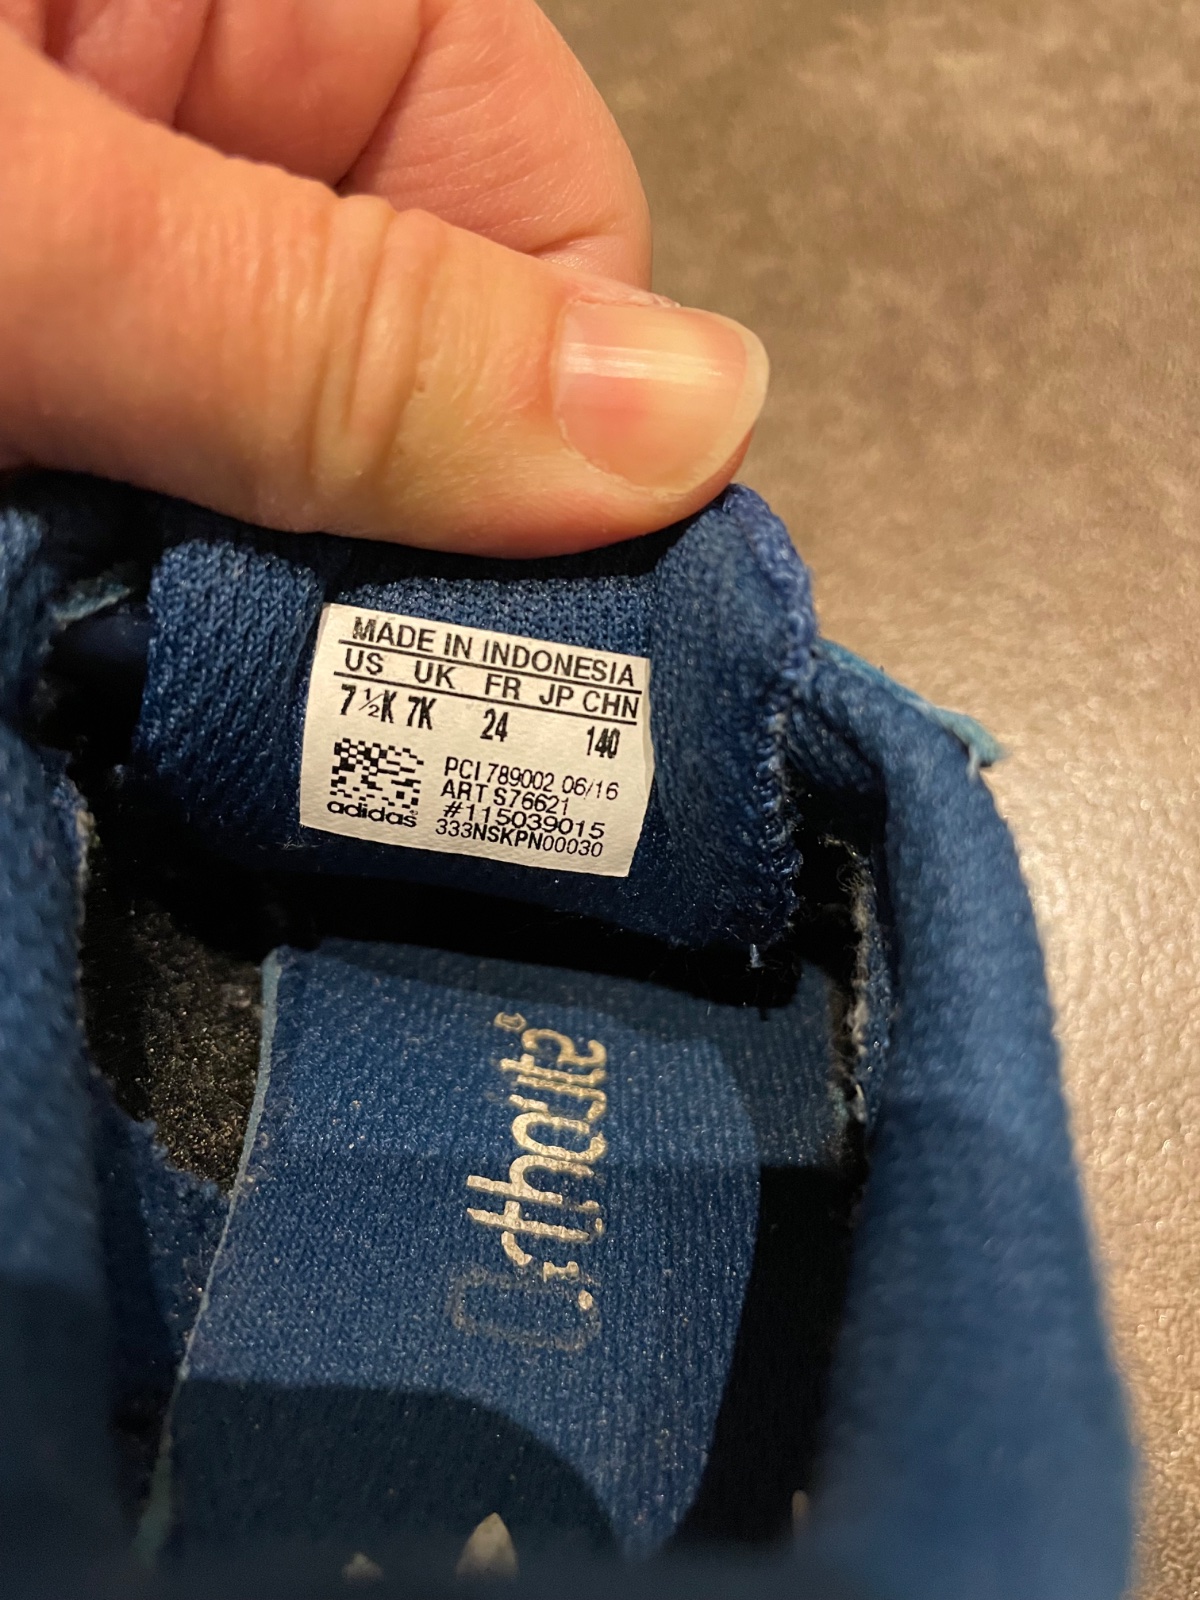 MADE IN INDONESIA
US UK FR JP CHN
7½K 7K 24 140
PCI 789002 06/16
ART S76621
#115039015
333NSKPN00030
adidas
Ortholite®